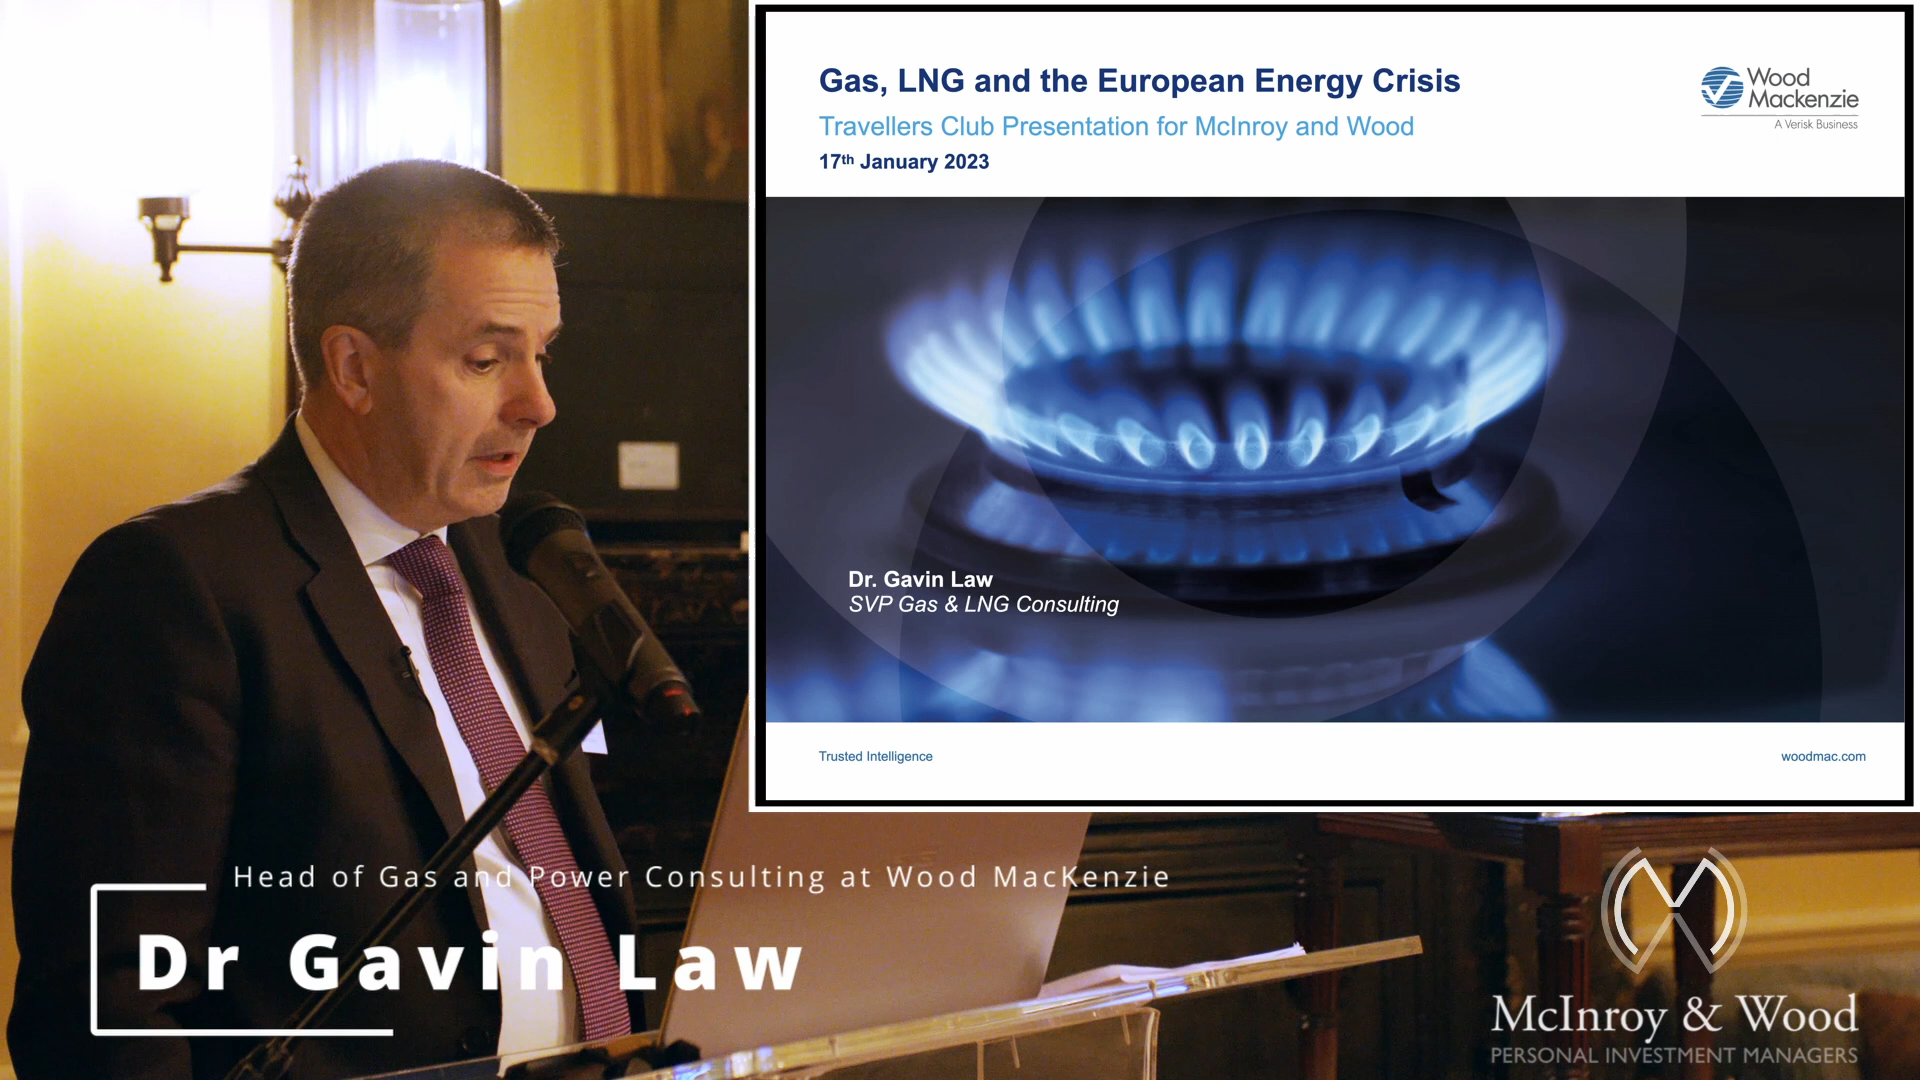 Gas, LNG and the European Energy Crisis
Travellers Club Presentation for McInroy and Wood
17th January 2023
Wood
Mackenzie
A Verisk Business
Dr. Gavin Law
SVP Gas & LNG Consulting
Trusted Intelligence
woodmac.com
Head of Gas and Power Consulting at Wood MacKenzie
Dr Gavin Law
McInroy & Wood
PERSONAL INVESTMENT MANAGERS